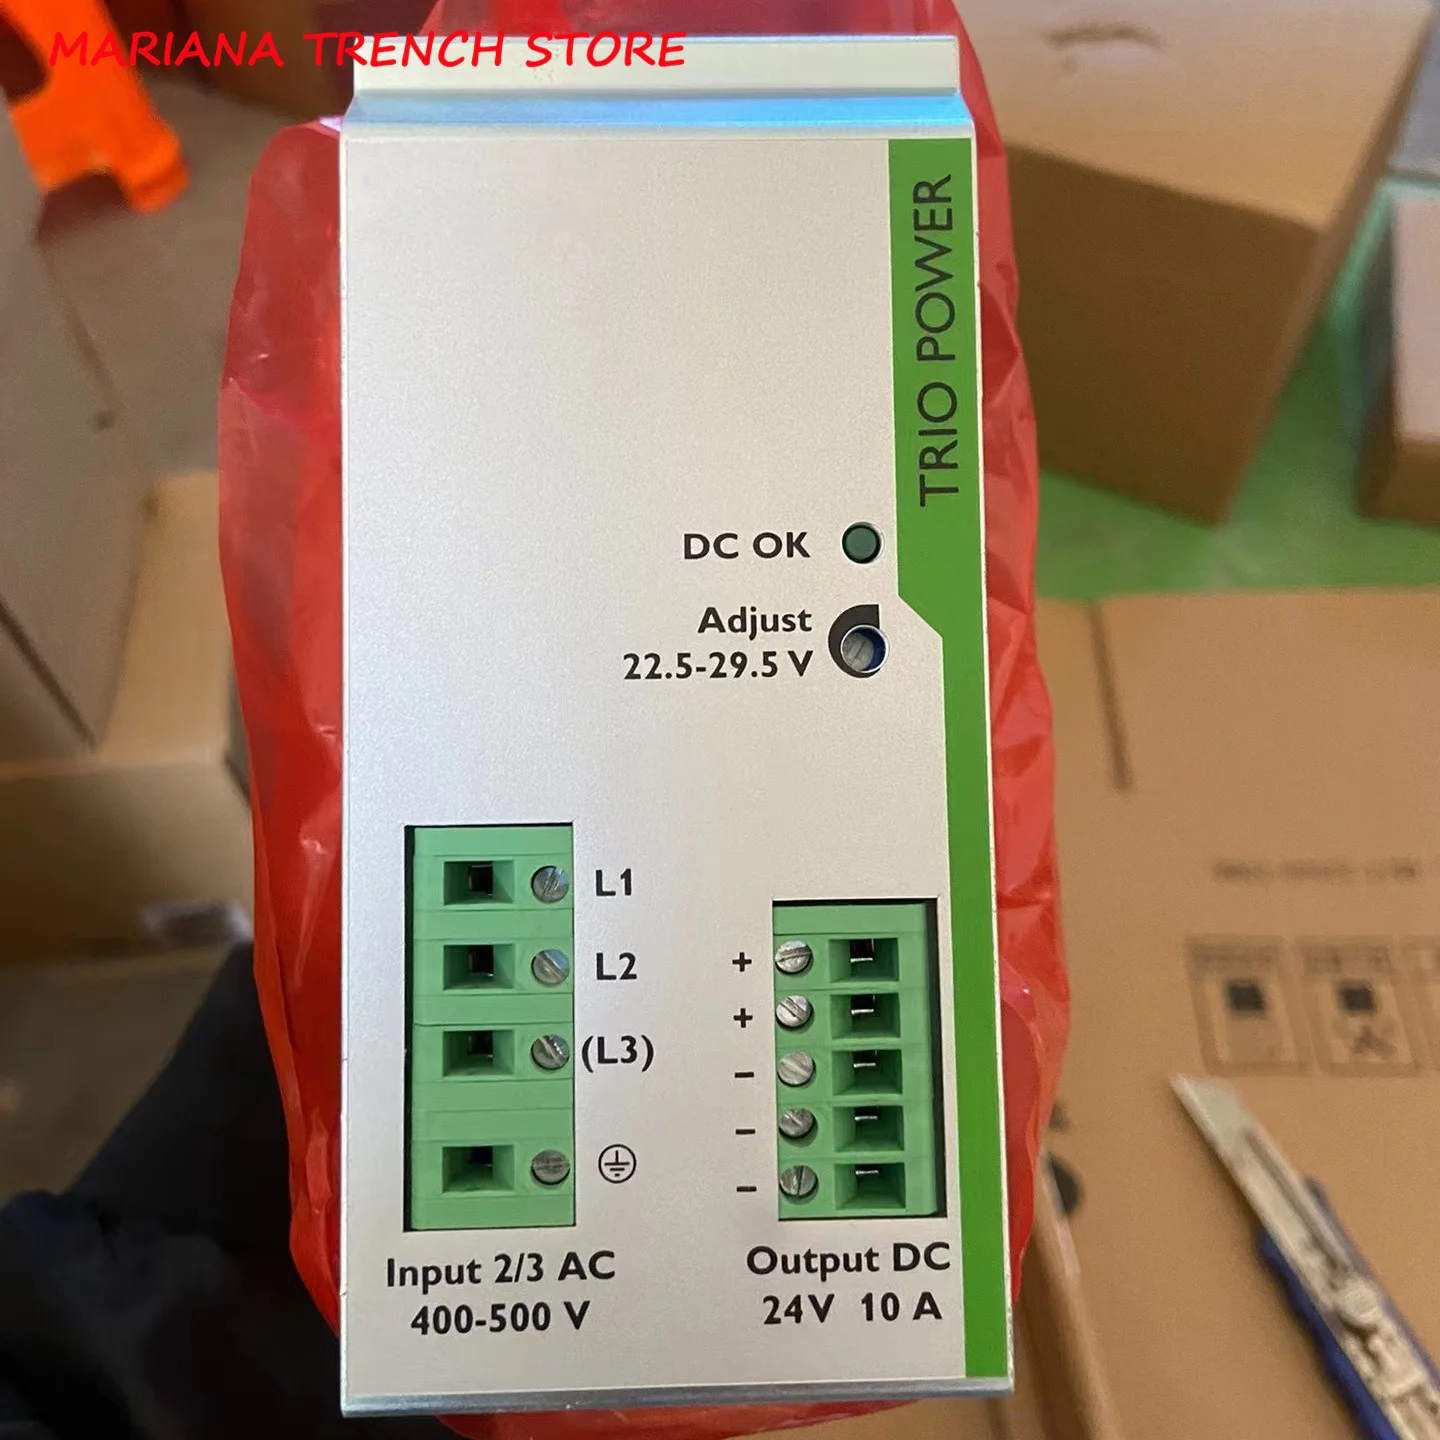 MARIANA TRENCH STORE
TRIO POWER
DC OK
Adjust
22.5-29.5 V
L1
L2
(L3)
+
+
–
–
–
Input 2/3 AC
400-500 V
Output DC
24V 10 A